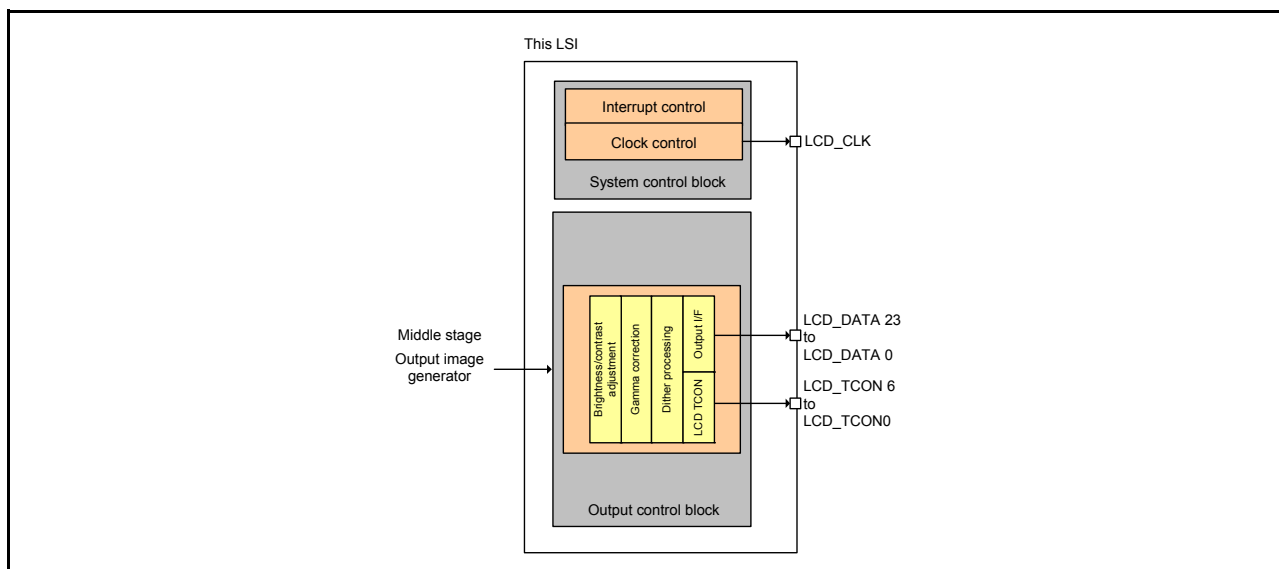 This LSI
Interrupt control
Clock control
LCD_CLK
System control block
Middle stage
Output image
generator
Brightness/contrast
adjustment
Gamma correction
Dither processing
Output I/F
LCD TCON
LCD_DATA 23
to
LCD_DATA 0
LCD_TCON 6
to
LCD_TCON0
Output control block